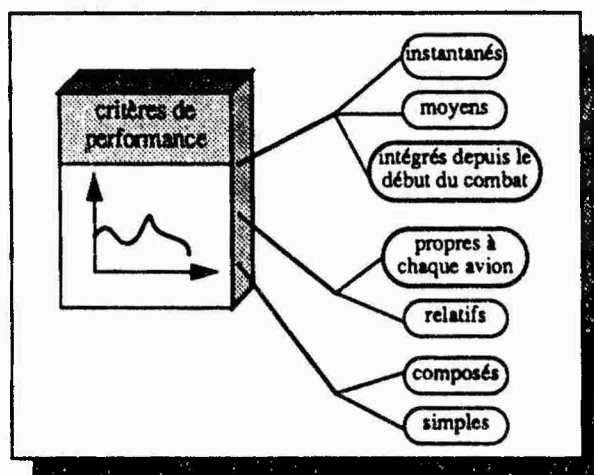 critères de
performance
instantanés
moyens
intégrés depuis le
début du combat
propres à
chaque avion
relatifs
composés
simples